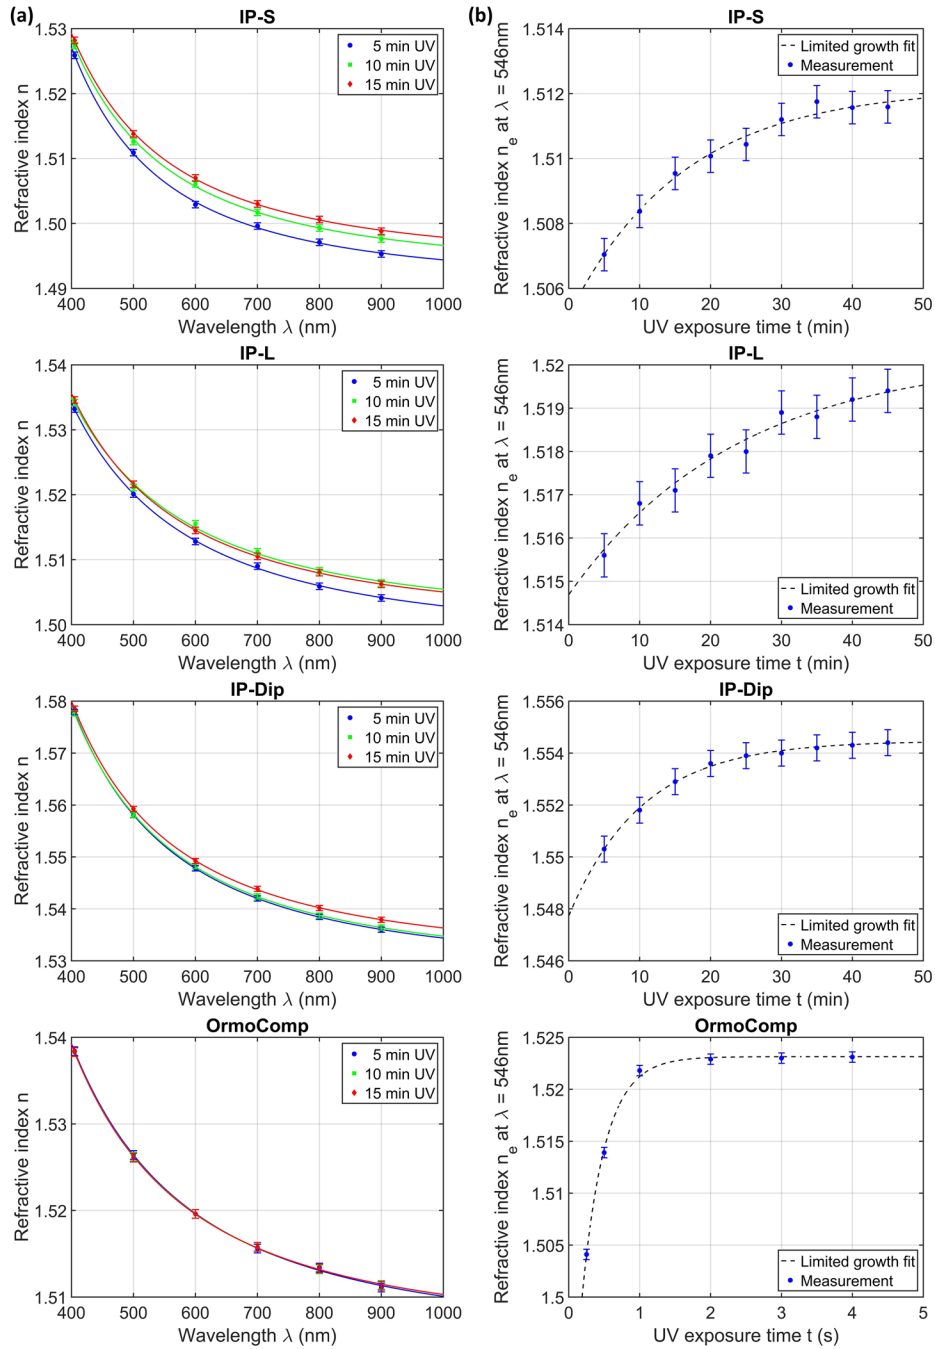 (a)
IP-S
1.53
1.52
1.51
1.50
1.49
400 500 600 700 800 900 1000
Refractive index n
Wavelength λ (nm)
5 min UV
10 min UV
15 min UV
(b)
IP-S
1.514
1.512
1.51
1.508
1.506
0 10 20 30 40 50
Refractive index n_e at λ = 546nm
UV exposure time t (min)
Limited growth fit
Measurement
IP-L
1.54
1.53
1.52
1.51
1.50
400 500 600 700 800 900 1000
Refractive index n
Wavelength λ (nm)
5 min UV
10 min UV
15 min UV
IP-L
1.52
1.519
1.518
1.517
1.516
1.515
1.514
0 10 20 30 40 50
Refractive index n_e at λ = 546nm
UV exposure time t (min)
Limited growth fit
Measurement
IP-Dip
1.58
1.57
1.56
1.55
1.54
1.53
400 500 600 700 800 900 1000
Refractive index n
Wavelength λ (nm)
5 min UV
10 min UV
15 min UV
IP-Dip
1.556
1.554
1.552
1.55
1.548
1.546
0 10 20 30 40 50
Refractive index n_e at λ = 546nm
UV exposure time t (min)
Limited growth fit
Measurement
OrmoComp
1.54
1.53
1.52
1.51
400 500 600 700 800 900 1000
Refractive index n
Wavelength λ (nm)
5 min UV
10 min UV
15 min UV
OrmoComp
1.525
1.52
1.515
1.51
1.505
1.5
0 1 2 3 4 5
Refractive index n_e at λ = 546nm
UV exposure time t (s)
Limited growth fit
Measurement